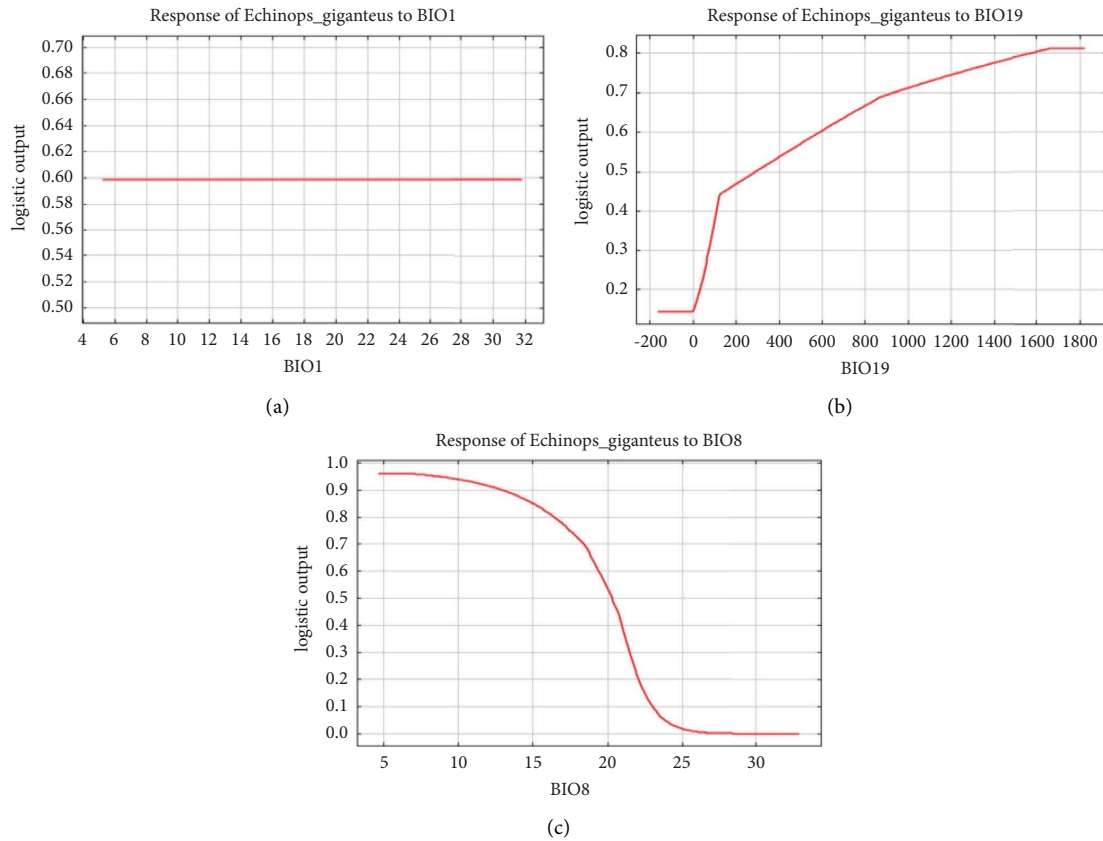 Response of Echinops_giganteus to BIO1
0.70
0.68
0.66
0.64
0.62
0.60
0.58
0.56
0.54
0.52
0.50
logistic output
4 6 8 10 12 14 16 18 20 22 24 26 28 30 32
BIO1
(a)
Response of Echinops_giganteus to BIO19
0.8
0.7
0.6
0.5
0.4
0.3
0.2
logistic output
-200 0 200 400 600 800 1000 1200 1400 1600 1800
BIO19
(b)
Response of Echinops_giganteus to BIO8
1.0
0.9
0.8
0.7
0.6
0.5
0.4
0.3
0.2
0.1
0.0
logistic output
5 10 15 20 25 30
BIO8
(c)